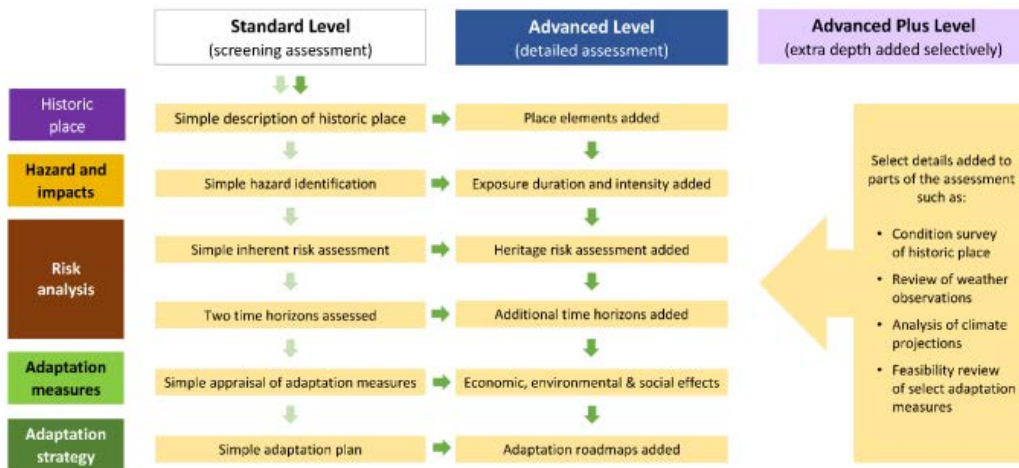 Standard Level
(screening assessment)
Advanced Level
(detailed assessment)
Advanced Plus Level
(extra depth added selectively)
Historic
place
Simple description of historic place
Place elements added
Hazard and
impacts
Simple hazard identification
Exposure duration and intensity added
Risk
analysis
Simple inherent risk assessment
Heritage risk assessment added
Two time horizons assessed
Additional time horizons added
Adaptation
measures
Simple appraisal of adaptation measures
Economic, environmental & social effects
Adaptation
strategy
Simple adaptation plan
Adaptation roadmaps added
Select details added to
parts of the assessment
such as:
• Condition survey
of historic place
• Review of weather
observations
• Analysis of climate
projections
• Feasibility review
of select adaptation
measures